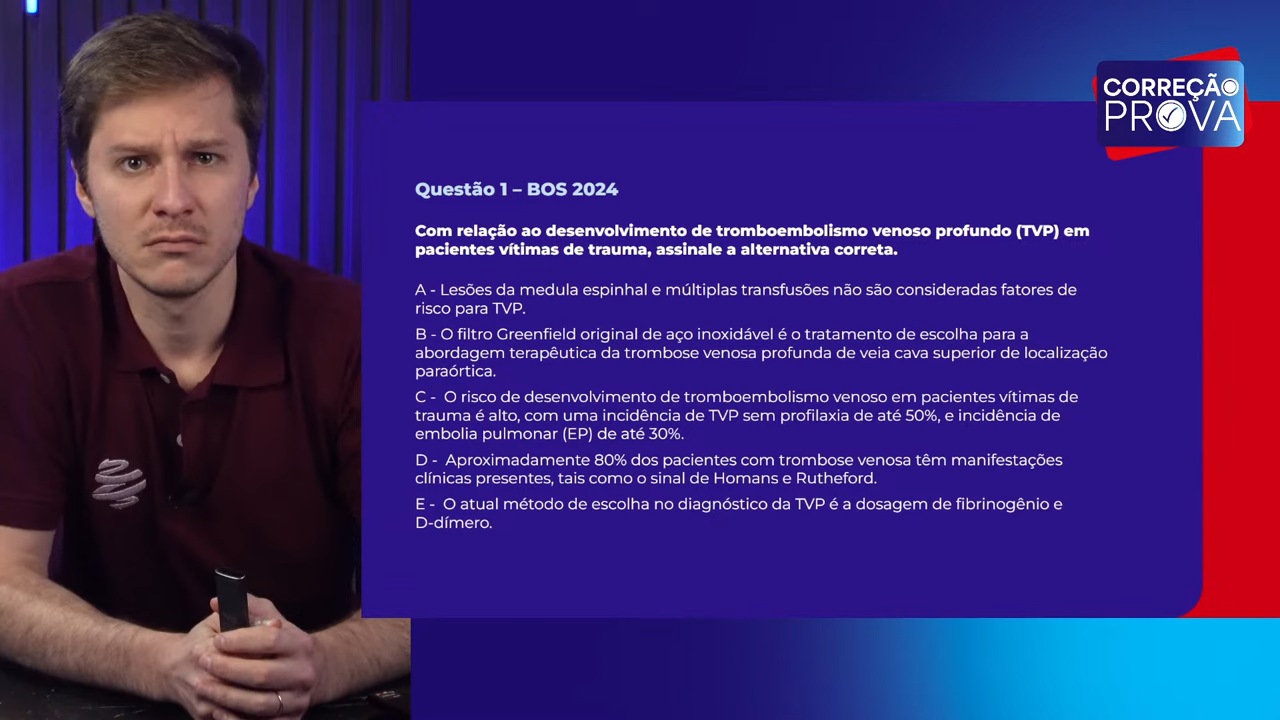 CORREÇÃO
PROVA
Questão 1 – BOS 2024
Com relação ao desenvolvimento de tromboembolismo venoso profundo (TVP) em
pacientes vítimas de trauma, assinale a alternativa correta.
A - Lesões da medula espinhal e múltiplas transfusões não são consideradas fatores de
risco para TVP.
B - O filtro Greenfield original de aço inoxidável é o tratamento de escolha para a
abordagem terapêutica da trombose venosa profunda de veia cava superior de localização
paraórtica.
C -  O risco de desenvolvimento de tromboembolismo venoso em pacientes vítimas de
trauma é alto, com uma incidência de TVP sem profilaxia de até 50%, e incidência de
embolia pulmonar (EP) de até 30%.
D -  Aproximadamente 80% dos pacientes com trombose venosa têm manifestações
clínicas presentes, tais como o sinal de Homans e Rutheford.
E -  O atual método de escolha no diagnóstico da TVP é a dosagem de fibrinogênio e
D-dímero.